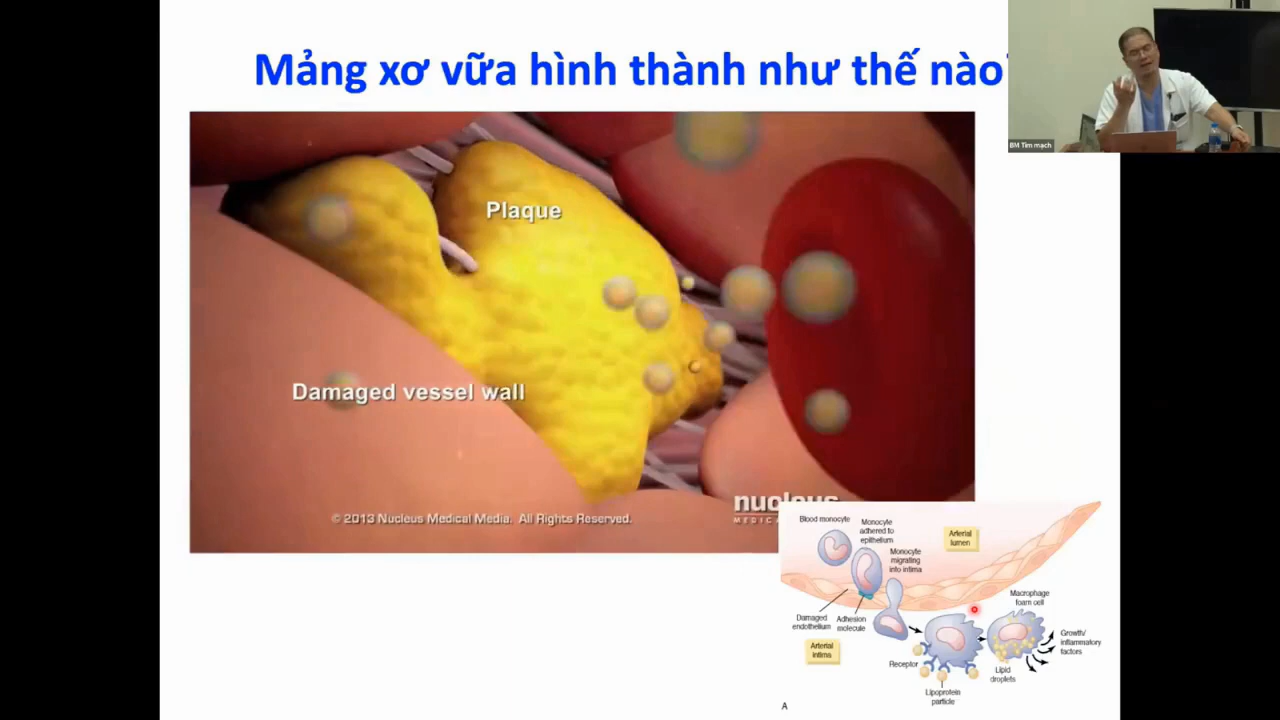 Mảng xơ vữa hình thành như thế nào
BM Tim mạch
Plaque
Damaged vessel wall
© 2013 Nucleus Medical Media. All Rights Reserved.
nucleus
Blood monocyte
Monocyte
adhered to
epithelium
Arterial
lumen
Monocyte
migrating
into intima
Macrophage
foam cell
Damaged
endothelium
Adhesion
molecule
Arterial
intima
Growth/
inflammatory
factors
Receptor
Lipid
droplets
Lipoprotein
particle
A